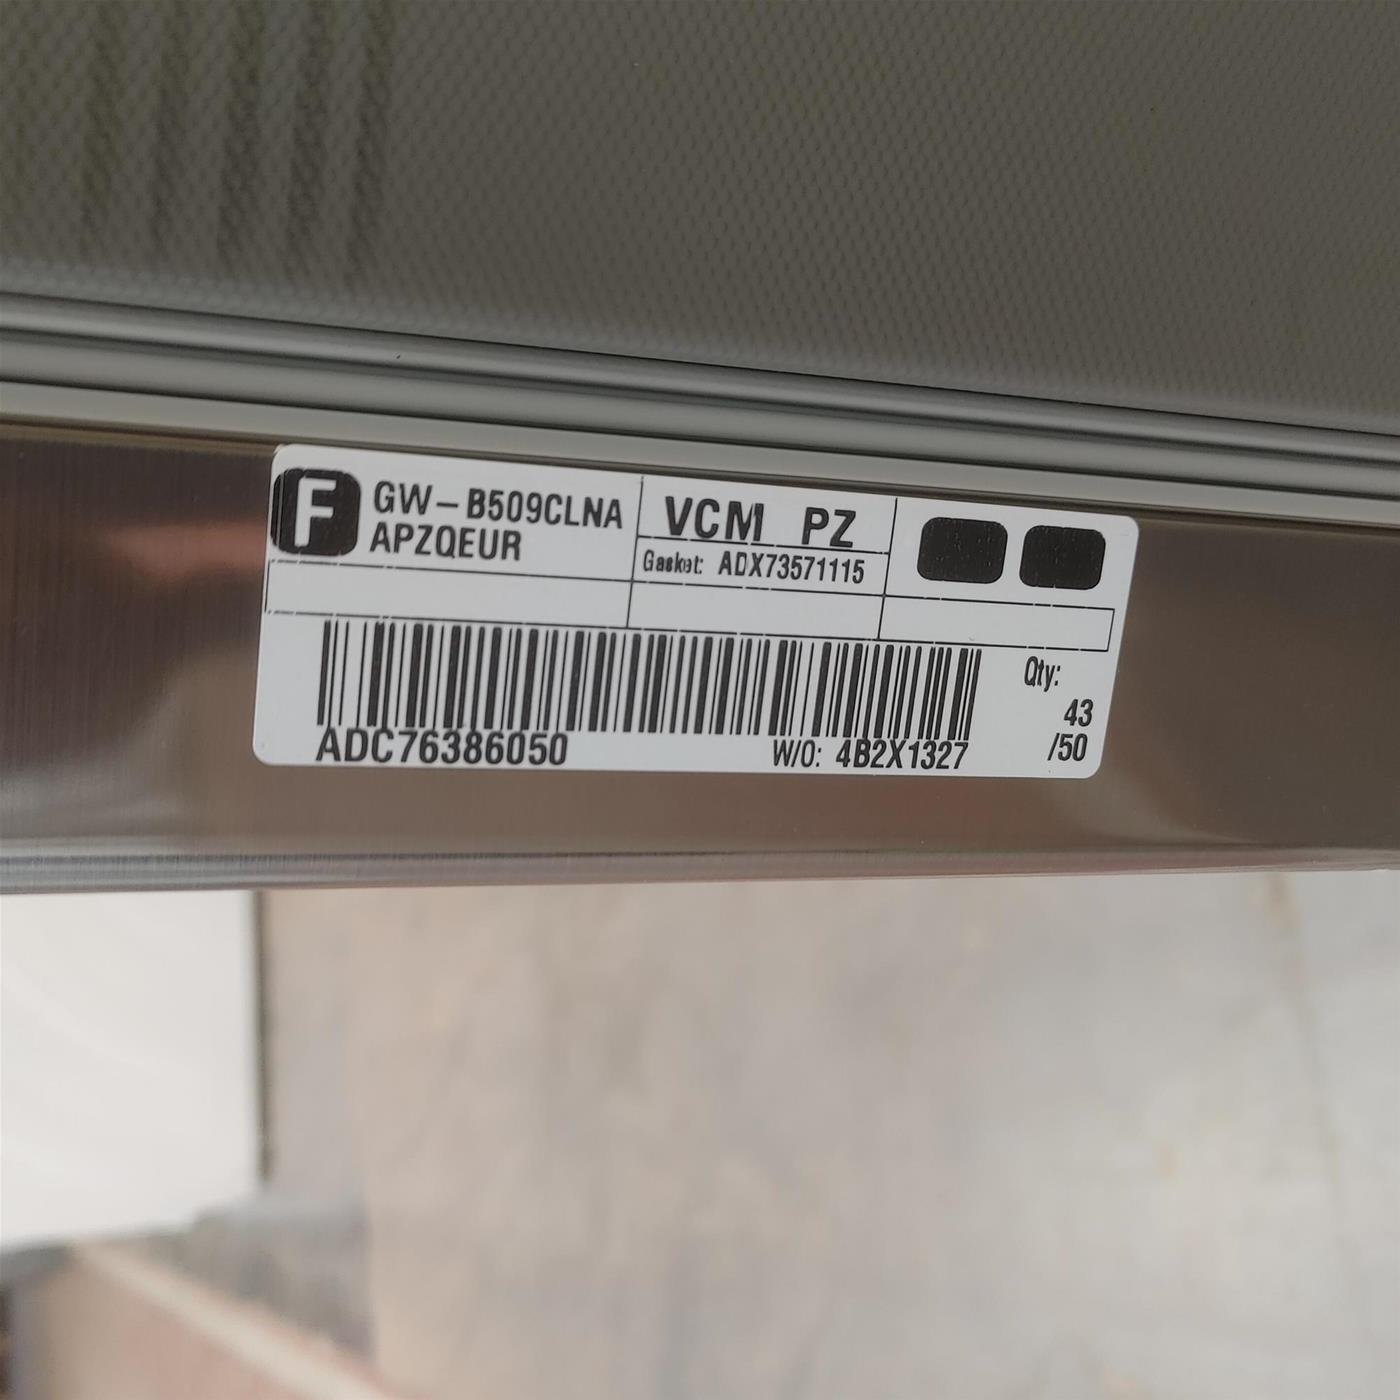 F
GW-B509CLNA
APZQEUR
VCM PZ
Gasket: ADX73571115
ADC76386050
W/O: 4B2X1327
Qty:
43
/50